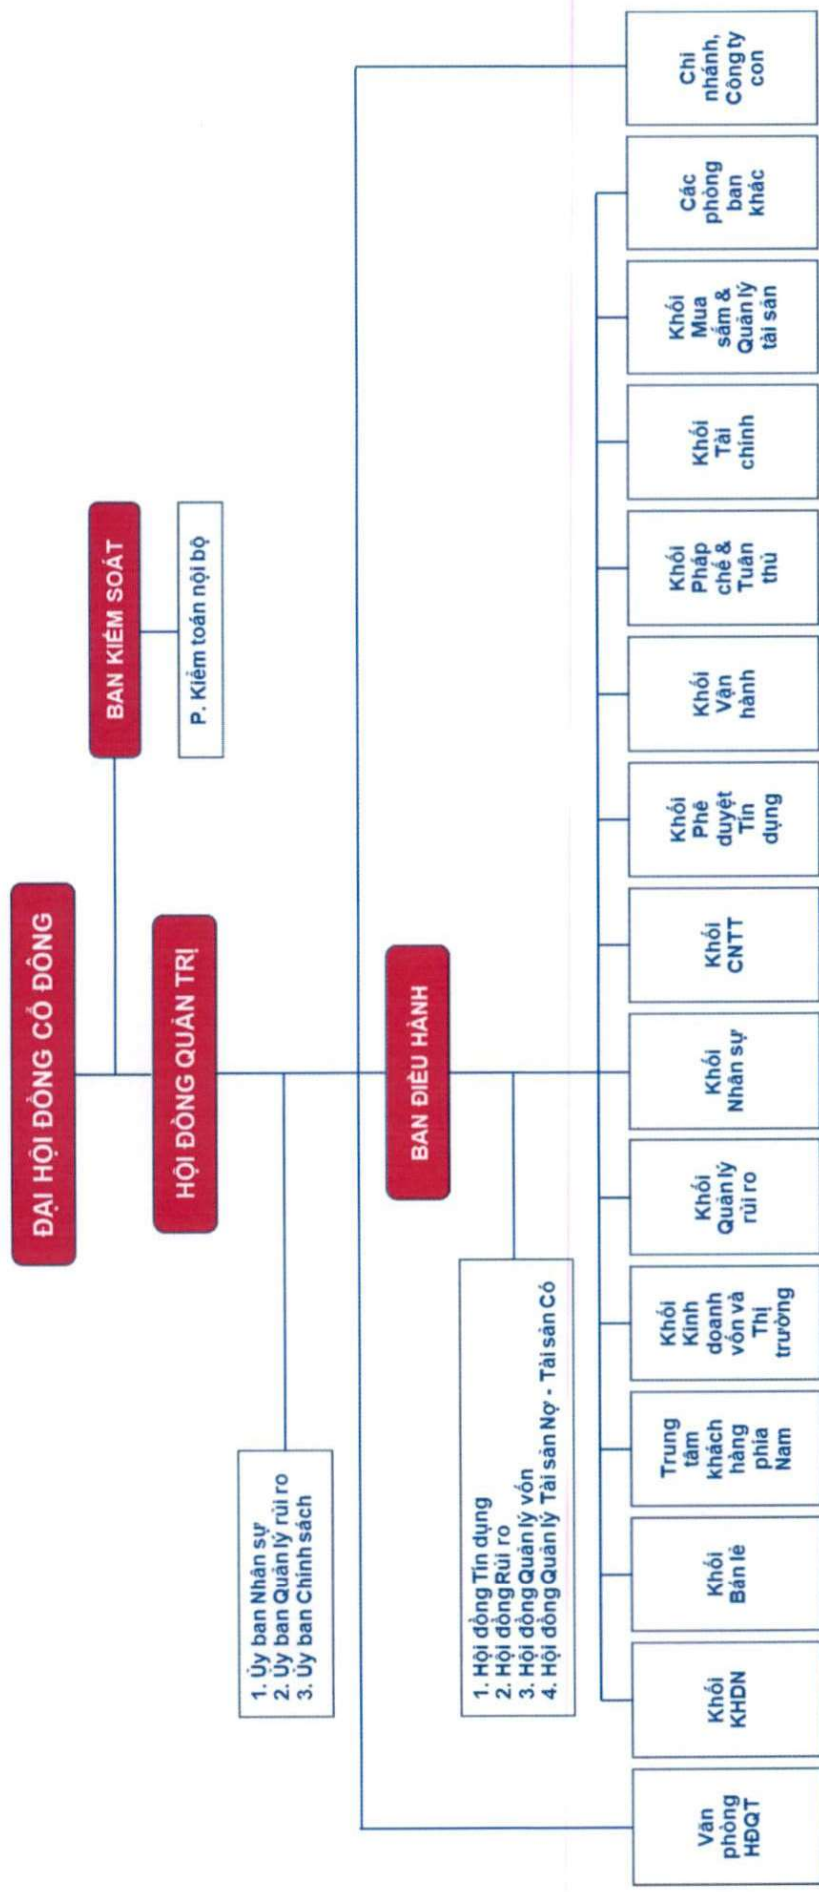 ĐẠI HỘI ĐỒNG CỔ ĐÔNG
BAN KIỂM SOÁT
P. Kiểm toán nội bộ
HỘI ĐỒNG QUẢN TRỊ
1. Ủy ban Nhân sự
2. Ủy ban Quản lý rủi ro
3. Ủy ban Chính sách
BAN ĐIỀU HÀNH
1. Hội đồng Tín dụng
2. Hội đồng Rủi ro
3. Hội đồng Quản lý vốn
4. Hội đồng Quản lý Tài sản Nợ - Tài sản Có
Văn
phòng
HĐQT
Khối
KHDN
Khối
Bán lẻ
Trung
tâm
khách
hàng
phía
Nam
Khối
Kinh
doanh
vốn và
Thị
trường
Khối
Quản lý
rủi ro
Khối
Nhân sự
Khối
CNTT
Khối
Phê
duyệt
Tín
dụng
Khối
Vận
hành
Khối
Pháp
chế &
Tuân
thủ
Khối
Tài
chính
Khối
Mua
sắm &
Quản lý
tài sản
Các
phòng
ban
khác
Chi
nhánh,
Công ty
con